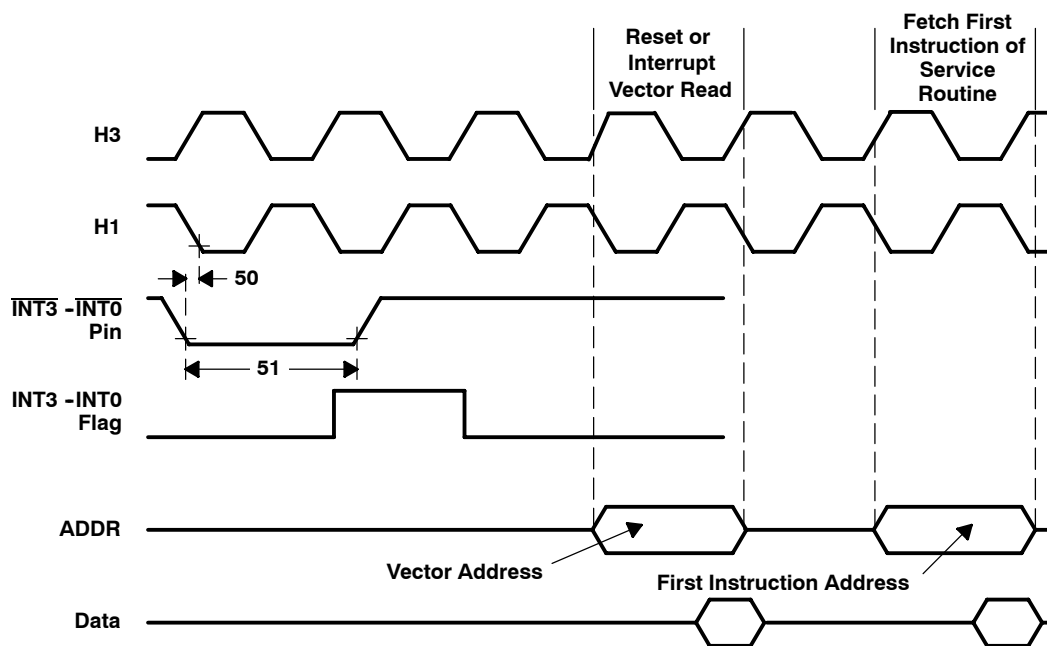 Reset or
Interrupt
Vector Read
Fetch First
Instruction of
Service
Routine
H3
H1
50
INT3 -INT0
Pin
51
INT3 -INT0
Flag
ADDR
Vector Address
First Instruction Address
Data